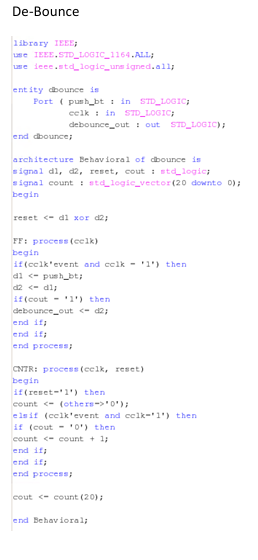 De-Bounce
library IEEE;
use IEEE.STD_LOGIC_1164.ALL;
use ieee.std_logic_unsigned.all;
entity dbounce is
Port ( push_bt : in STD_LOGIC;
cclk : in STD_LOGIC;
debounce_out : out STD_LOGIC);
end dbounce;
architecture Behavioral of dbounce is
signal d1, d2, reset, cout : std_logic;
signal count : std_logic_vector(20 downto 0);
begin
reset <= d1 xor d2;
FF: process(cclk)
begin
if(cclk'event and cclk = '1') then
d1 <= push_bt;
d2 <= d1;
if(cout = '1') then
debounce_out <= d2;
end if;
end if;
end process;
CNTR: process(cclk, reset)
begin
if(reset='1') then
count <= (others=>'0');
elsif (cclk'event and cclk='1') then
if (cout = '0') then
count <= count + 1;
end if;
end if;
end process;
cout <= count(20);
end Behavioral;